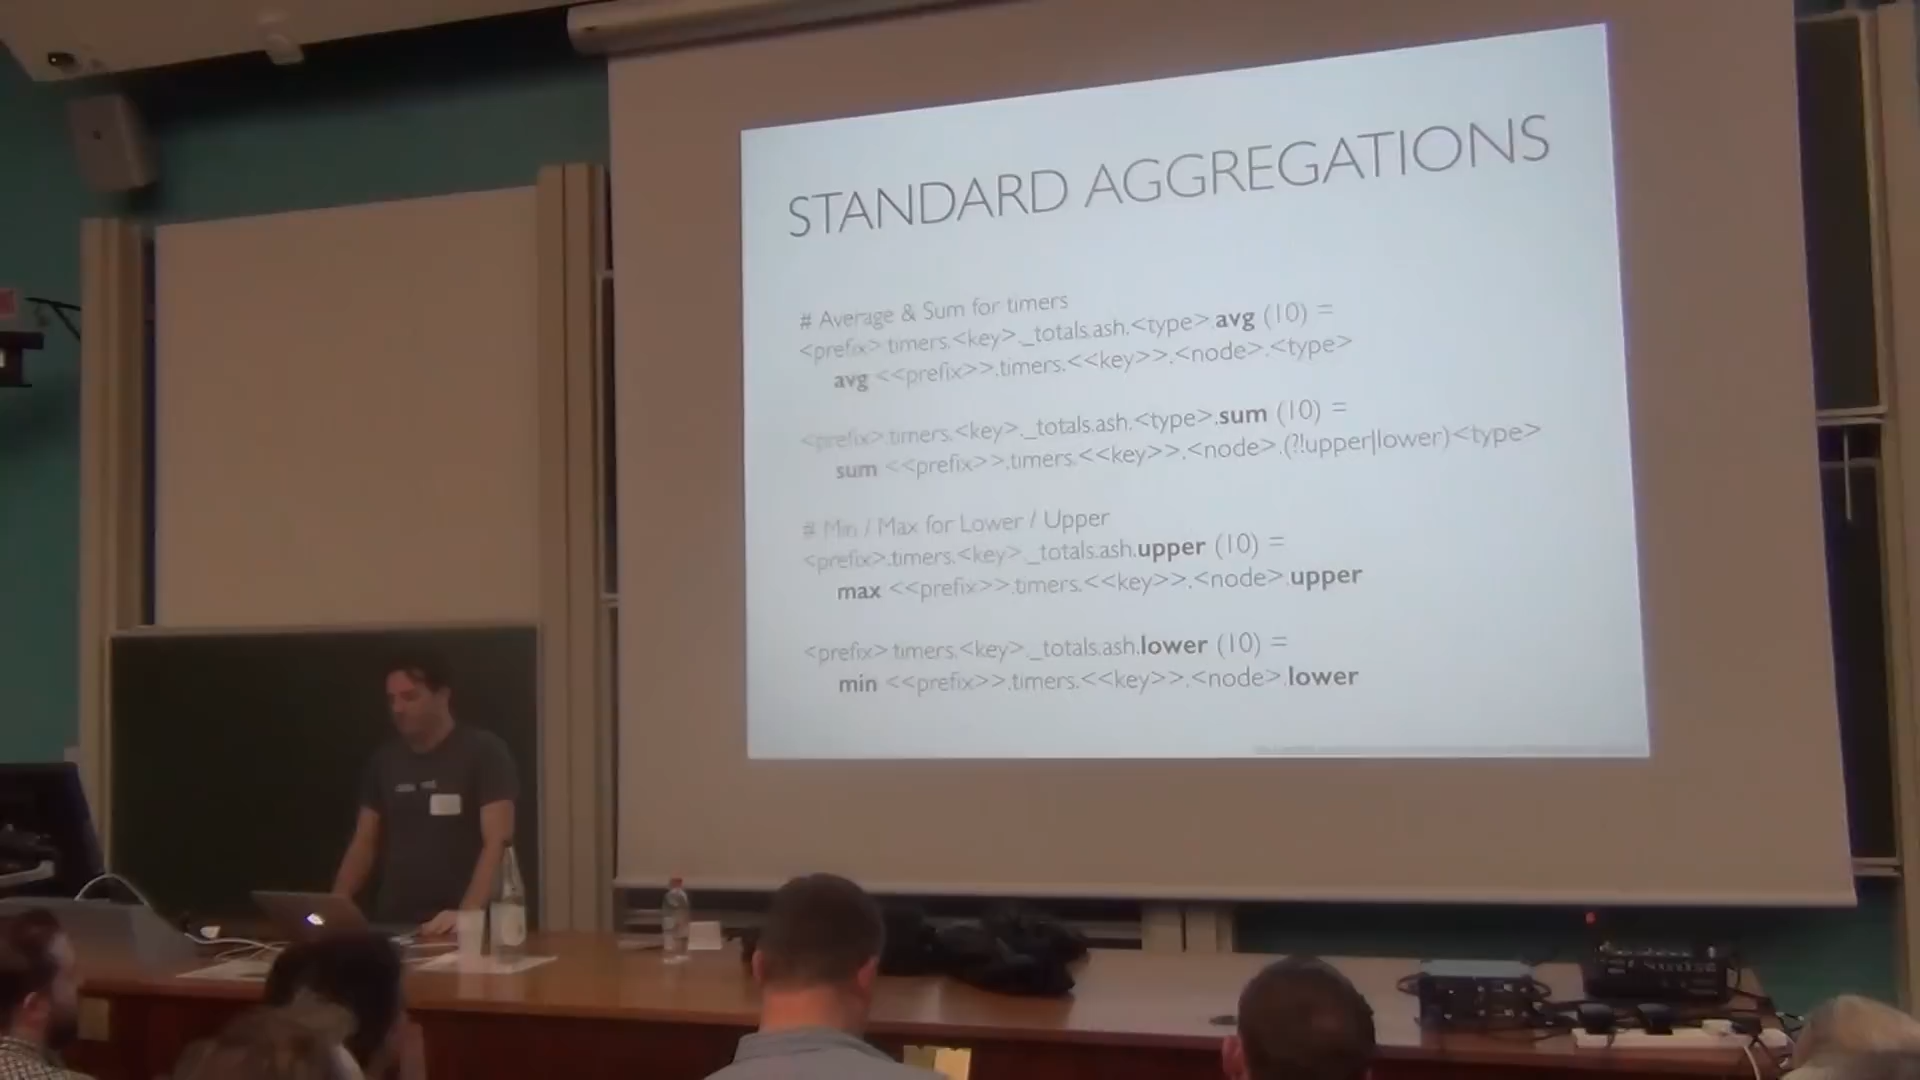 STANDARD AGGREGATIONS
# Average & Sum for timers
<prefix>.timers.<key>._totals.ash.<type>.avg (10) =
avg <<prefix>>.timers.<<key>>.<node>.<type>
<prefix>.timers.<key>._totals.ash.<type>.sum (10) =
sum <<prefix>>.timers.<<key>>.<node>.(?!upper|lower)<type>
# Min / Max for Lower / Upper
<prefix>.timers.<key>._totals.ash.upper (10) =
max <<prefix>>.timers.<<key>>.<node>.upper
<prefix>.timers.<key>._totals.ash.lower (10) =
min <<prefix>>.timers.<<key>>.<node>.lower